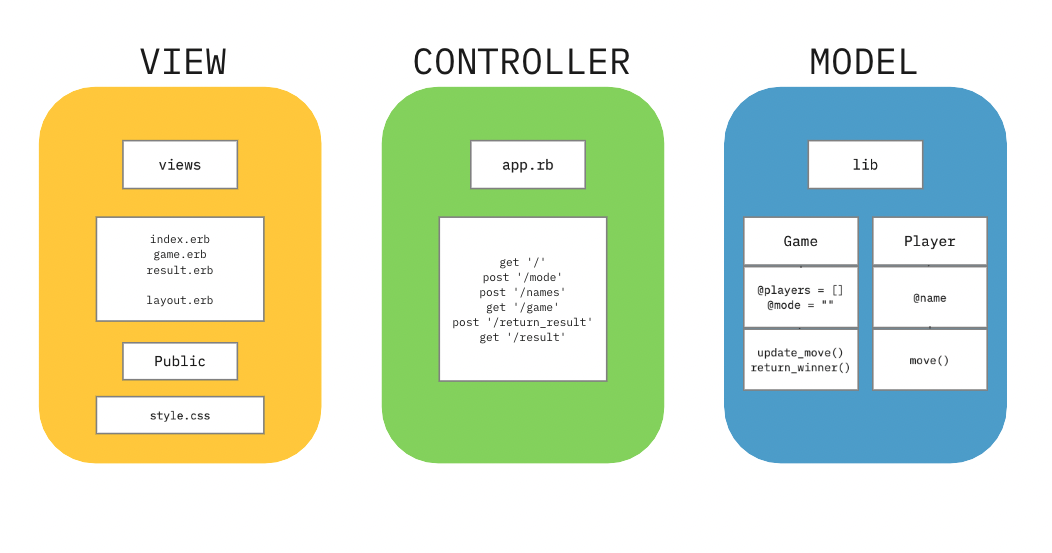 VIEW
views
index.erb
game.erb
result.erb
layout.erb
Public
style.css
CONTROLLER
app.rb
get '/'
post '/mode'
post '/names'
get '/game'
post '/return_result'
get '/result'
MODEL
lib
Game
@players = []
@mode = ""
update_move()
return_winner()
Player
@name
move()